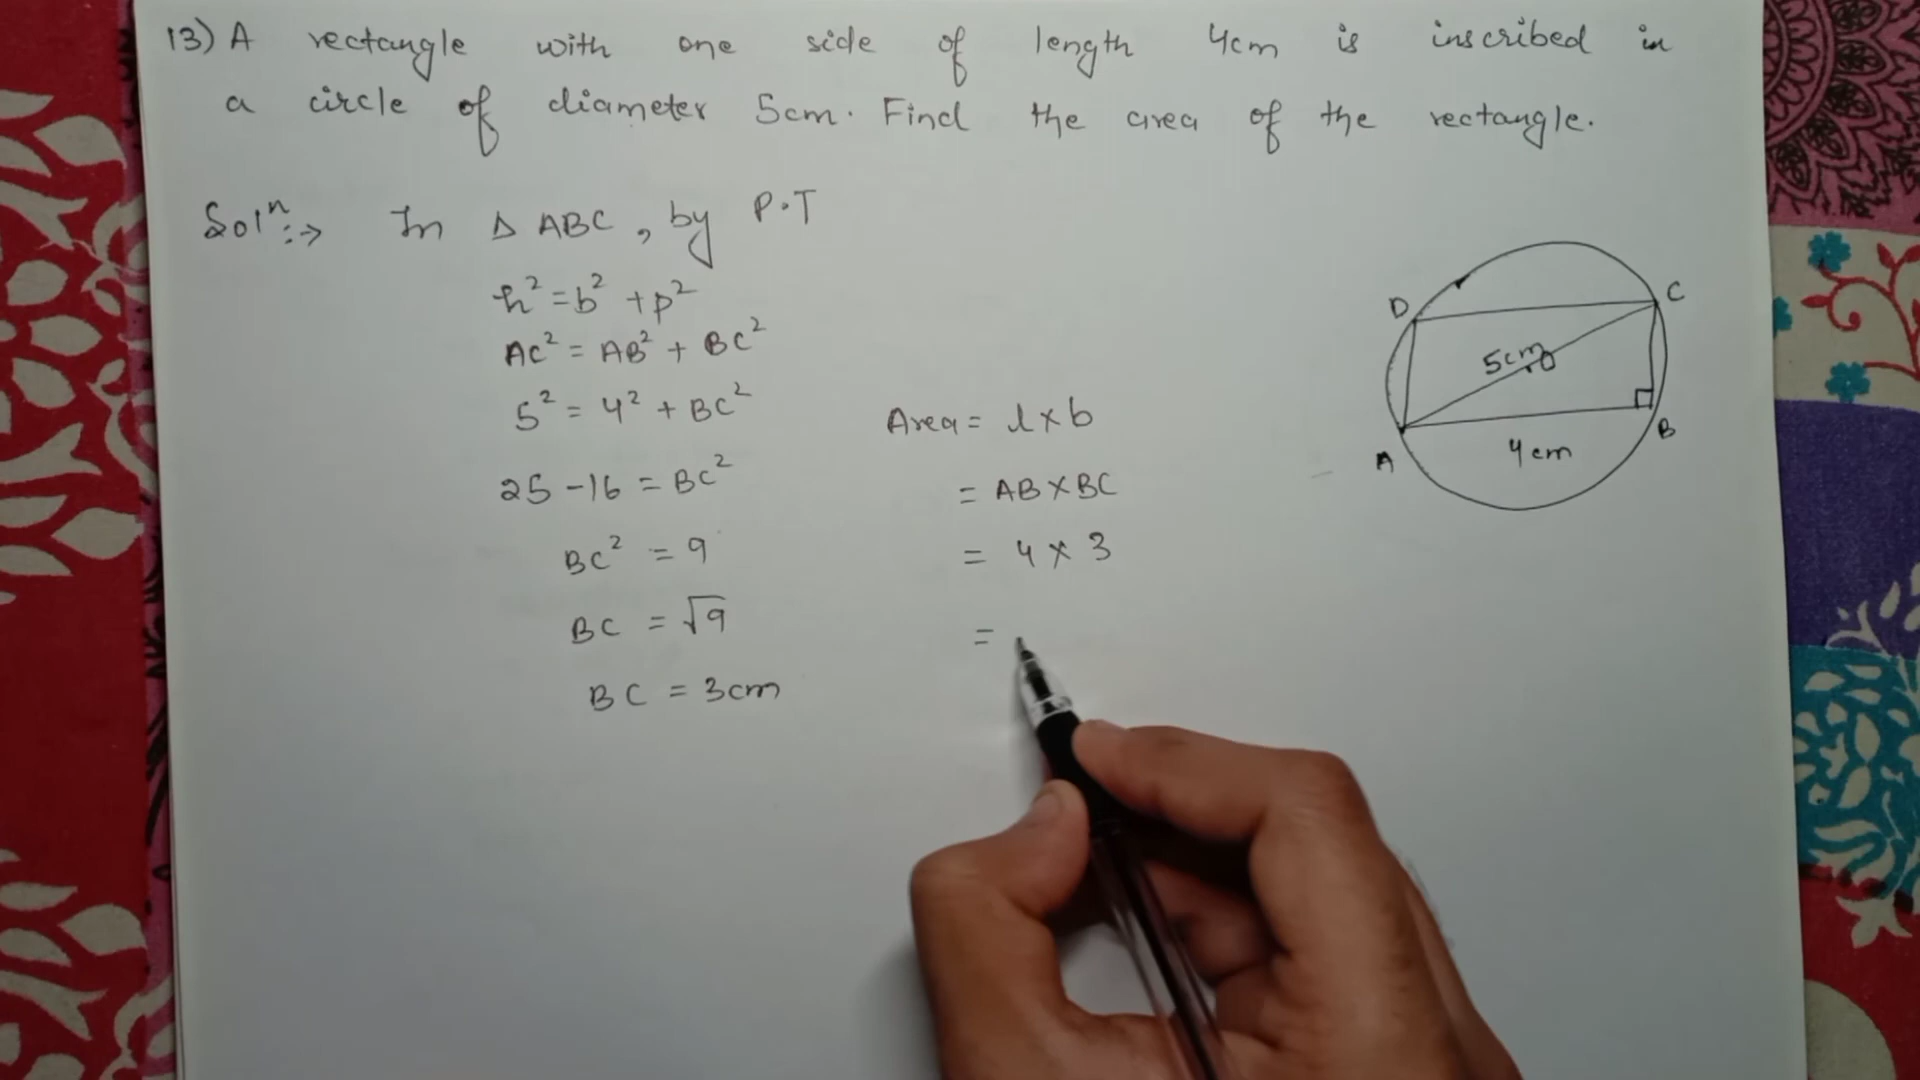 13) A rectangle with one side of length 4cm is inscribed in
a circle of diameter 5cm. Find the area of the rectangle.
Solⁿ :→ In Δ ABC, by P.T
h² = b² + p²
AC² = AB² + BC²
5² = 4² + BC²
25 - 16 = BC²
BC² = 9
BC = √9
BC = 3cm
Area = l × b
= AB × BC
= 4 × 3
=
D
C
5cm
O
A
B
4cm